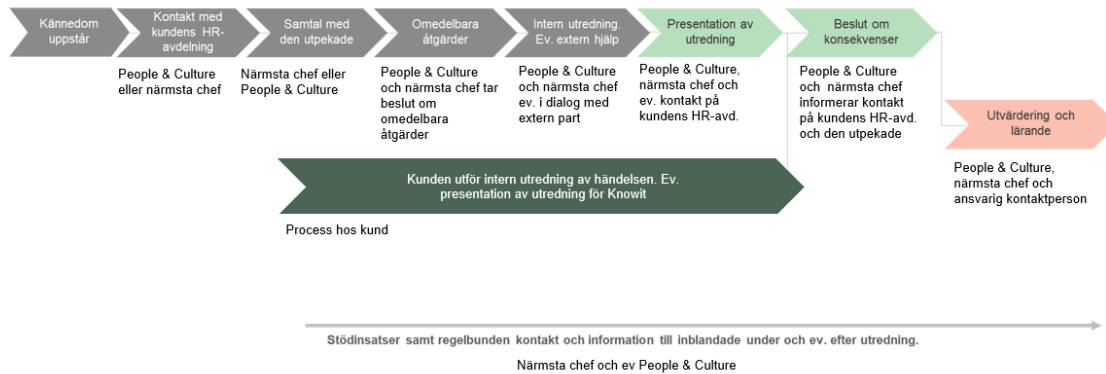 Kännedom
uppstår
Kontakt med
kundens HR-
avdelning
Samtal med
den utpekade
Omedelbara
åtgärder
Intern utredning.
Ev. extern hjälp
Presentation av
utredning
Beslut om
konsekvenser
Utvärdering och
lärande
People & Culture
eller närmsta chef
Närmsta chef eller
People & Culture
People & Culture
och närmsta chef tar
beslut om
omedelbara
åtgärder
People & Culture
och närmsta chef
ev. i dialog med
extern part
People & Culture,
närmsta chef och
ev. kontakt på
kundens HR-avd.
People & Culture
och närmsta chef
informerar kontakt
på kundens HR-avd.
och den utpekade
People & Culture,
närmsta chef och
ansvarig kontaktperson
Kunden utför intern utredning av händelsen. Ev.
presentation av utredning för Knowit
Process hos kund
Stödinsatser samt regelbunden kontakt och information till inblandade under och ev. efter utredning.
Närmsta chef och ev People & Culture